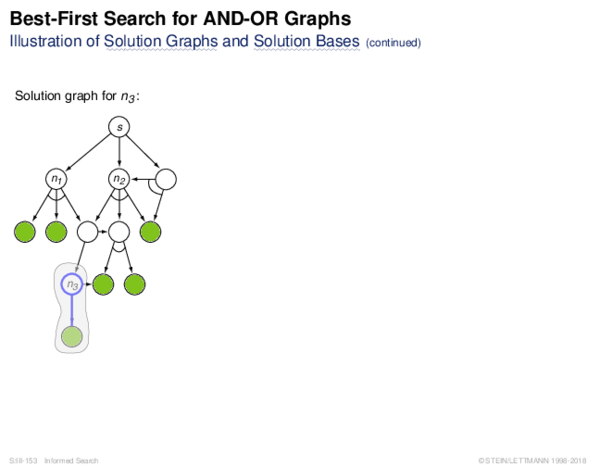 Best-First Search for AND-OR Graphs
Illustration of Solution Graphs and Solution Bases (continued)
Solution graph for n3:
s
n1
n2
n3
S:III-153 Informed Search
©STEIN/LETTMANN 1998-2018